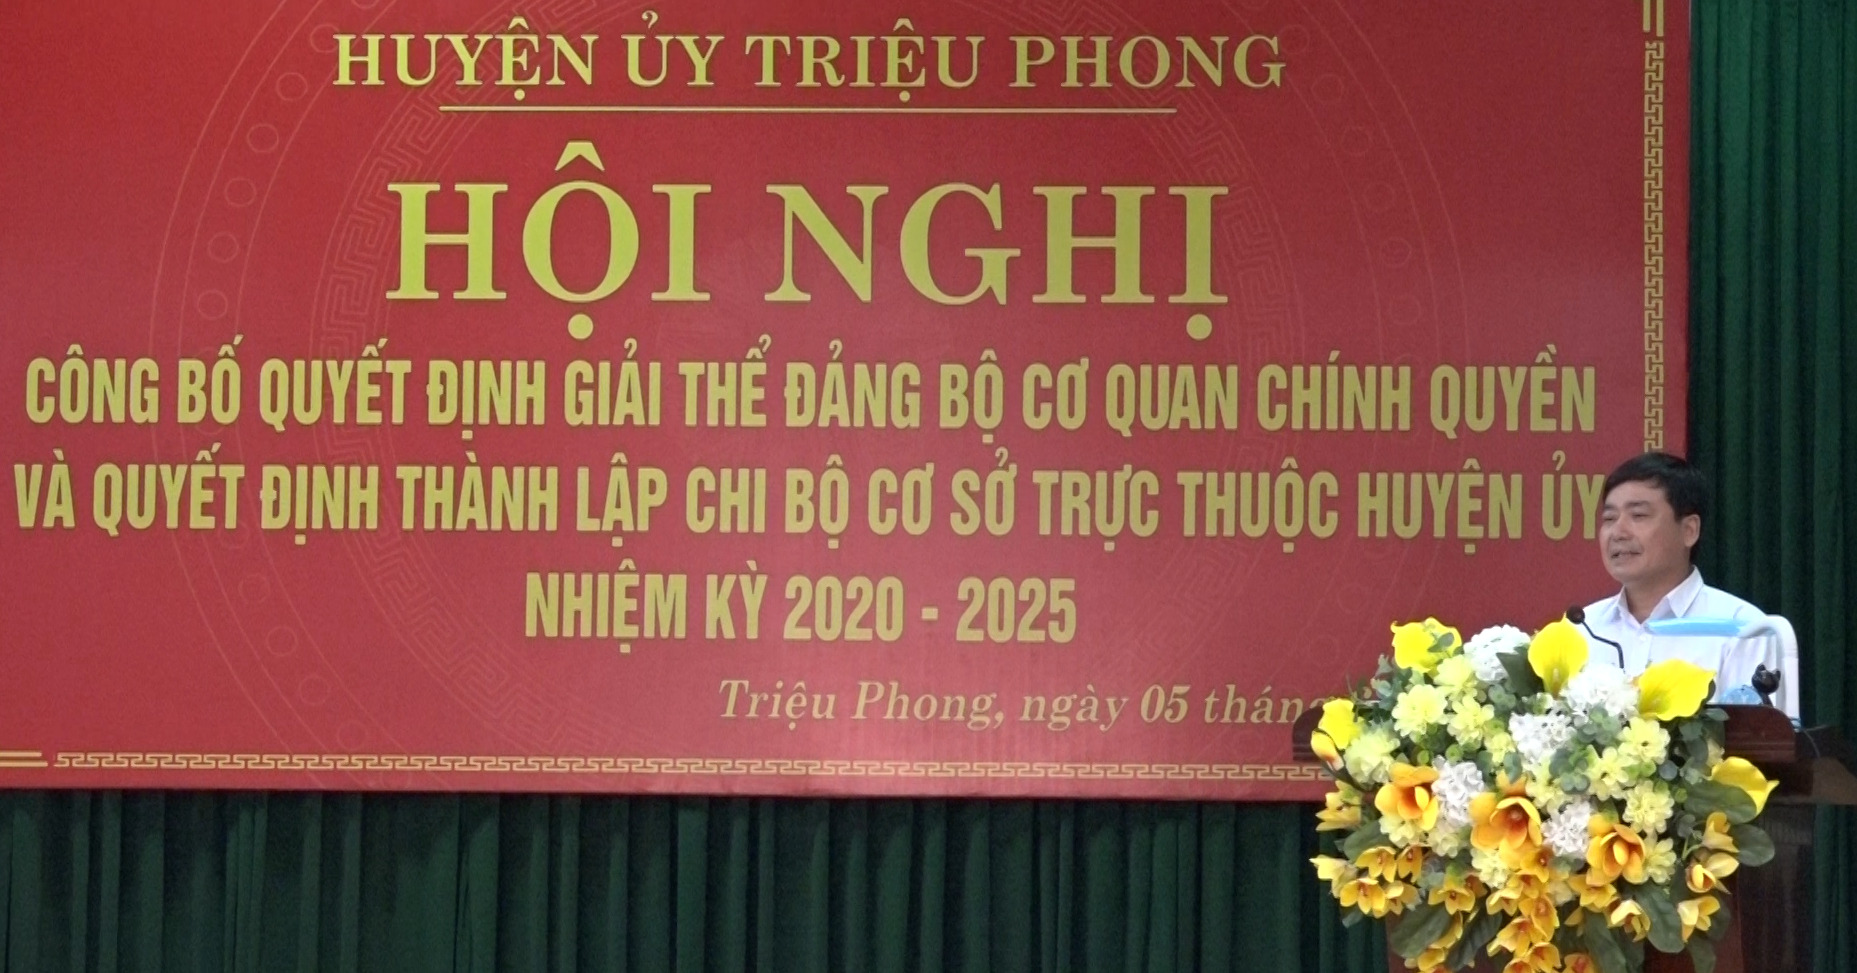 HUYỆN ỦY TRIỆU PHONG
HỘI NGHỊ
CÔNG BỐ QUYẾT ĐỊNH GIẢI THỂ ĐẢNG BỘ CƠ QUAN CHÍNH QUYỀN
VÀ QUYẾT ĐỊNH THÀNH LẬP CHI BỘ CƠ SỞ TRỰC THUỘC HUYỆN ỦY
NHIỆM KỲ 2020 - 2025
Triệu Phong, ngày 05 tháng